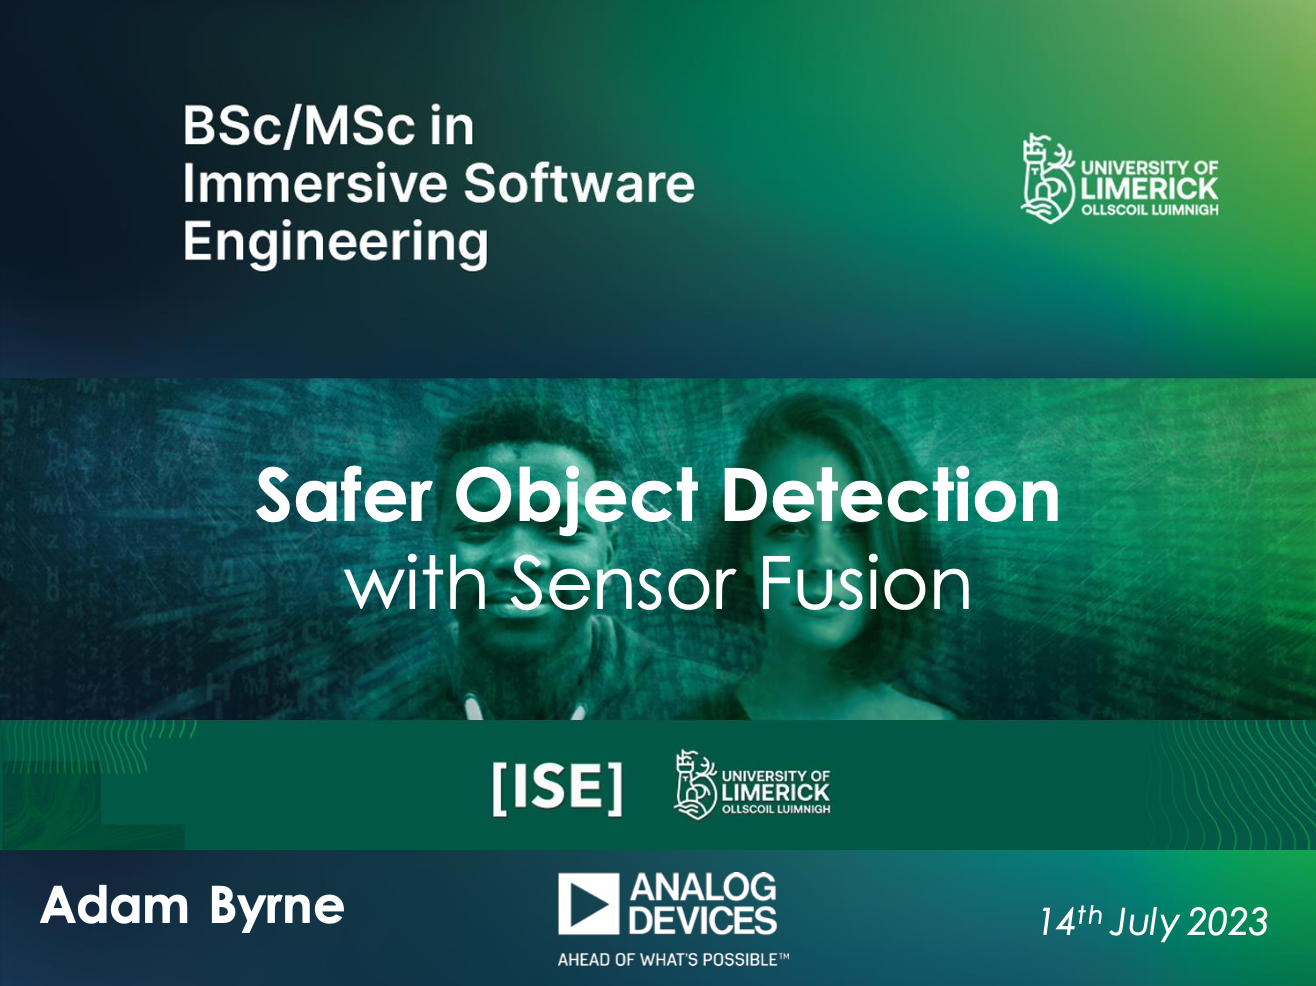 BSc/MSc in
Immersive Software
Engineering
UNIVERSITY OF
LIMERICK
OLLSCOIL LUIMNIGH
Safer Object Detection
with Sensor Fusion
[ISE]
UNIVERSITY OF
LIMERICK
OLLSCOIL LUIMNIGH
Adam Byrne
ANALOG
DEVICES
AHEAD OF WHAT'S POSSIBLE™
14th July 2023